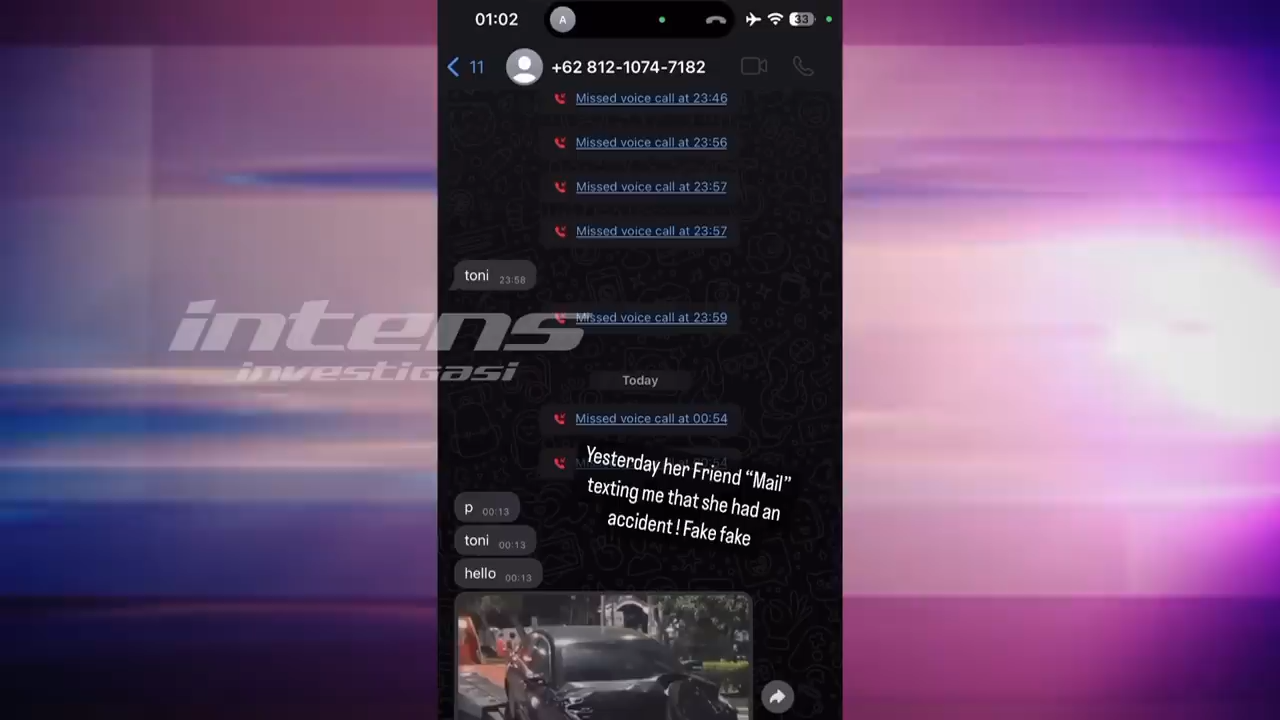 01:02
A
33
11
+62 812-1074-7182
Missed voice call at 23:46
Missed voice call at 23:56
Missed voice call at 23:57
Missed voice call at 23:57
toni 23:58
Missed voice call at 23:59
intens
investigasi
Today
Missed voice call at 00:54
Yesterday her Friend “Mail”
texting me that she had an
accident ! Fake fake
p 00:13
toni 00:13
hello 00:13